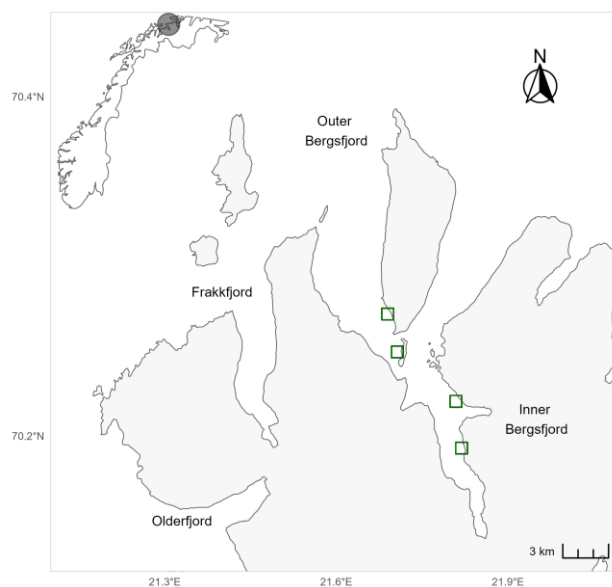 N
70.4°N
Outer
Bergsfjord
Frakkfjord
Inner
Bergsfjord
70.2°N
Olderfjord
3 km
21.3°E
21.6°E
21.9°E